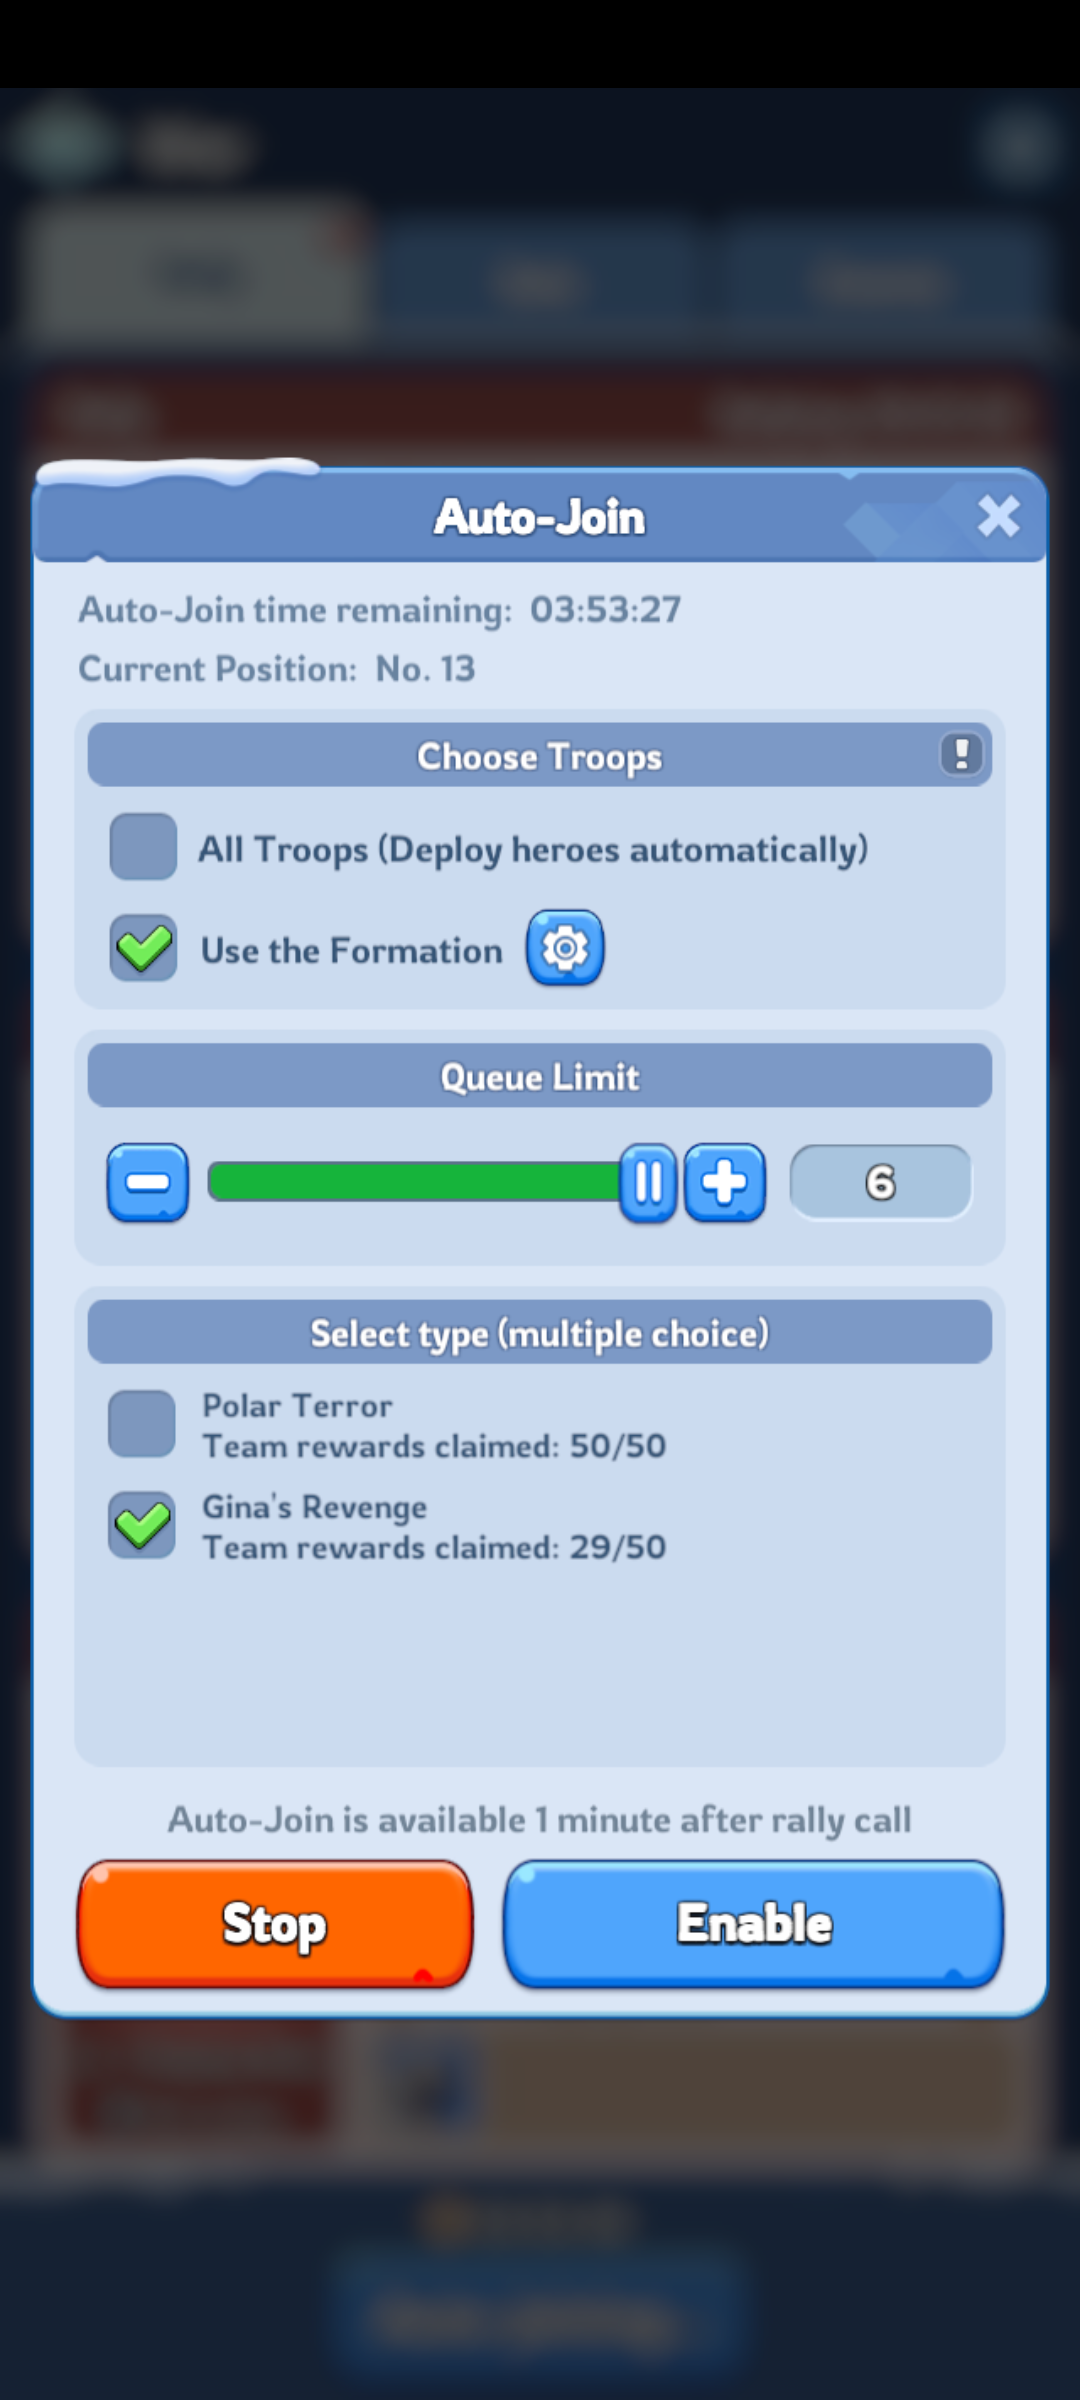 Auto-Join
Auto-Join time remaining: 03:53:27
Current Position: No. 13
Choose Troops
All Troops (Deploy heroes automatically)
Use the Formation
Queue Limit
6
Select type (multiple choice)
Polar Terror
Team rewards claimed: 50/50
Gina's Revenge
Team rewards claimed: 29/50
Auto-Join is available 1 minute after rally call
Stop
Enable